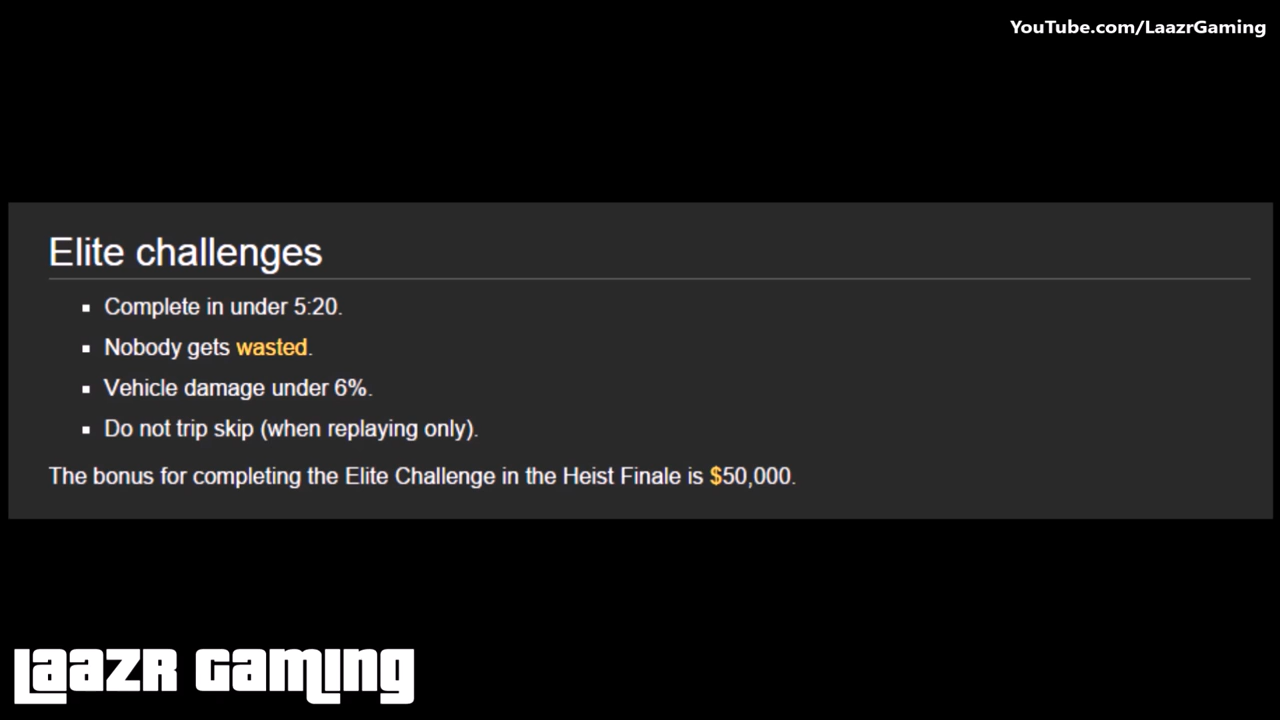 YouTube.com/LaazrGaming
Elite challenges
Complete in under 5:20.
Nobody gets wasted.
Vehicle damage under 6%.
Do not trip skip (when replaying only).
The bonus for completing the Elite Challenge in the Heist Finale is $50,000.
Laazr Gaming